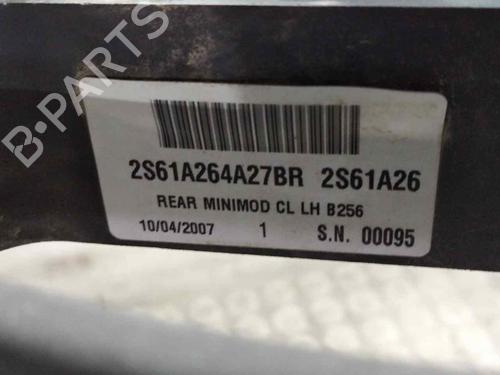 B-PARTS
2S61A264A27BR 2S61A26
REAR MINIMOD CL LH B256
10/04/2007 1 S.N. 00095